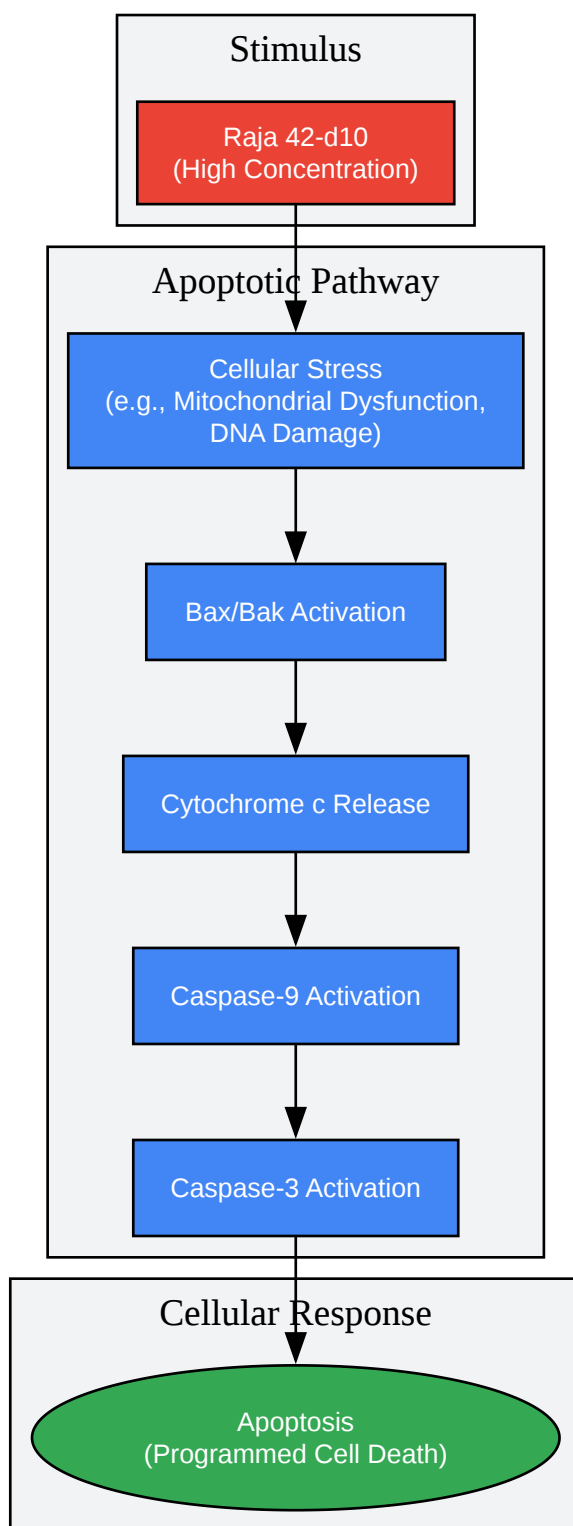 Stimulus
Raja 42-d10
(High Concentration)
Apoptotic Pathway
Cellular Stress
(e.g., Mitochondrial Dysfunction,
DNA Damage)
Bax/Bak Activation
Cytochrome c Release
Caspase-9 Activation
Caspase-3 Activation
Cellular Response
Apoptosis
(Programmed Cell Death)